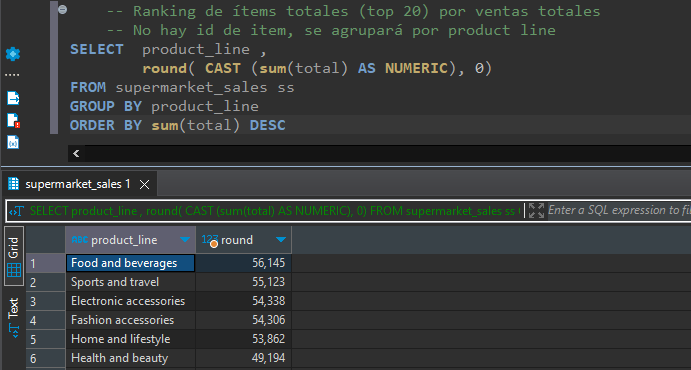 -- Ranking de ítems totales (top 20) por ventas totales
-- No hay id de item, se agrupará por product line
SELECT  product_line ,
round( CAST (sum(total) AS NUMERIC), 0)
FROM supermarket_sales ss
GROUP BY product_line
ORDER BY sum(total) DESC
supermarket_sales 1
SELECT product_line , round( CAST (sum(total) AS NUMERIC), 0) FROM supermarket_sales ss Enter a SQL expression to fi
Grid
Text
ABC product_line 123 round
1 Food and beverages 56,145
2 Sports and travel 55,123
3 Electronic accessories 54,338
4 Fashion accessories 54,306
5 Home and lifestyle 53,862
6 Health and beauty 49,194